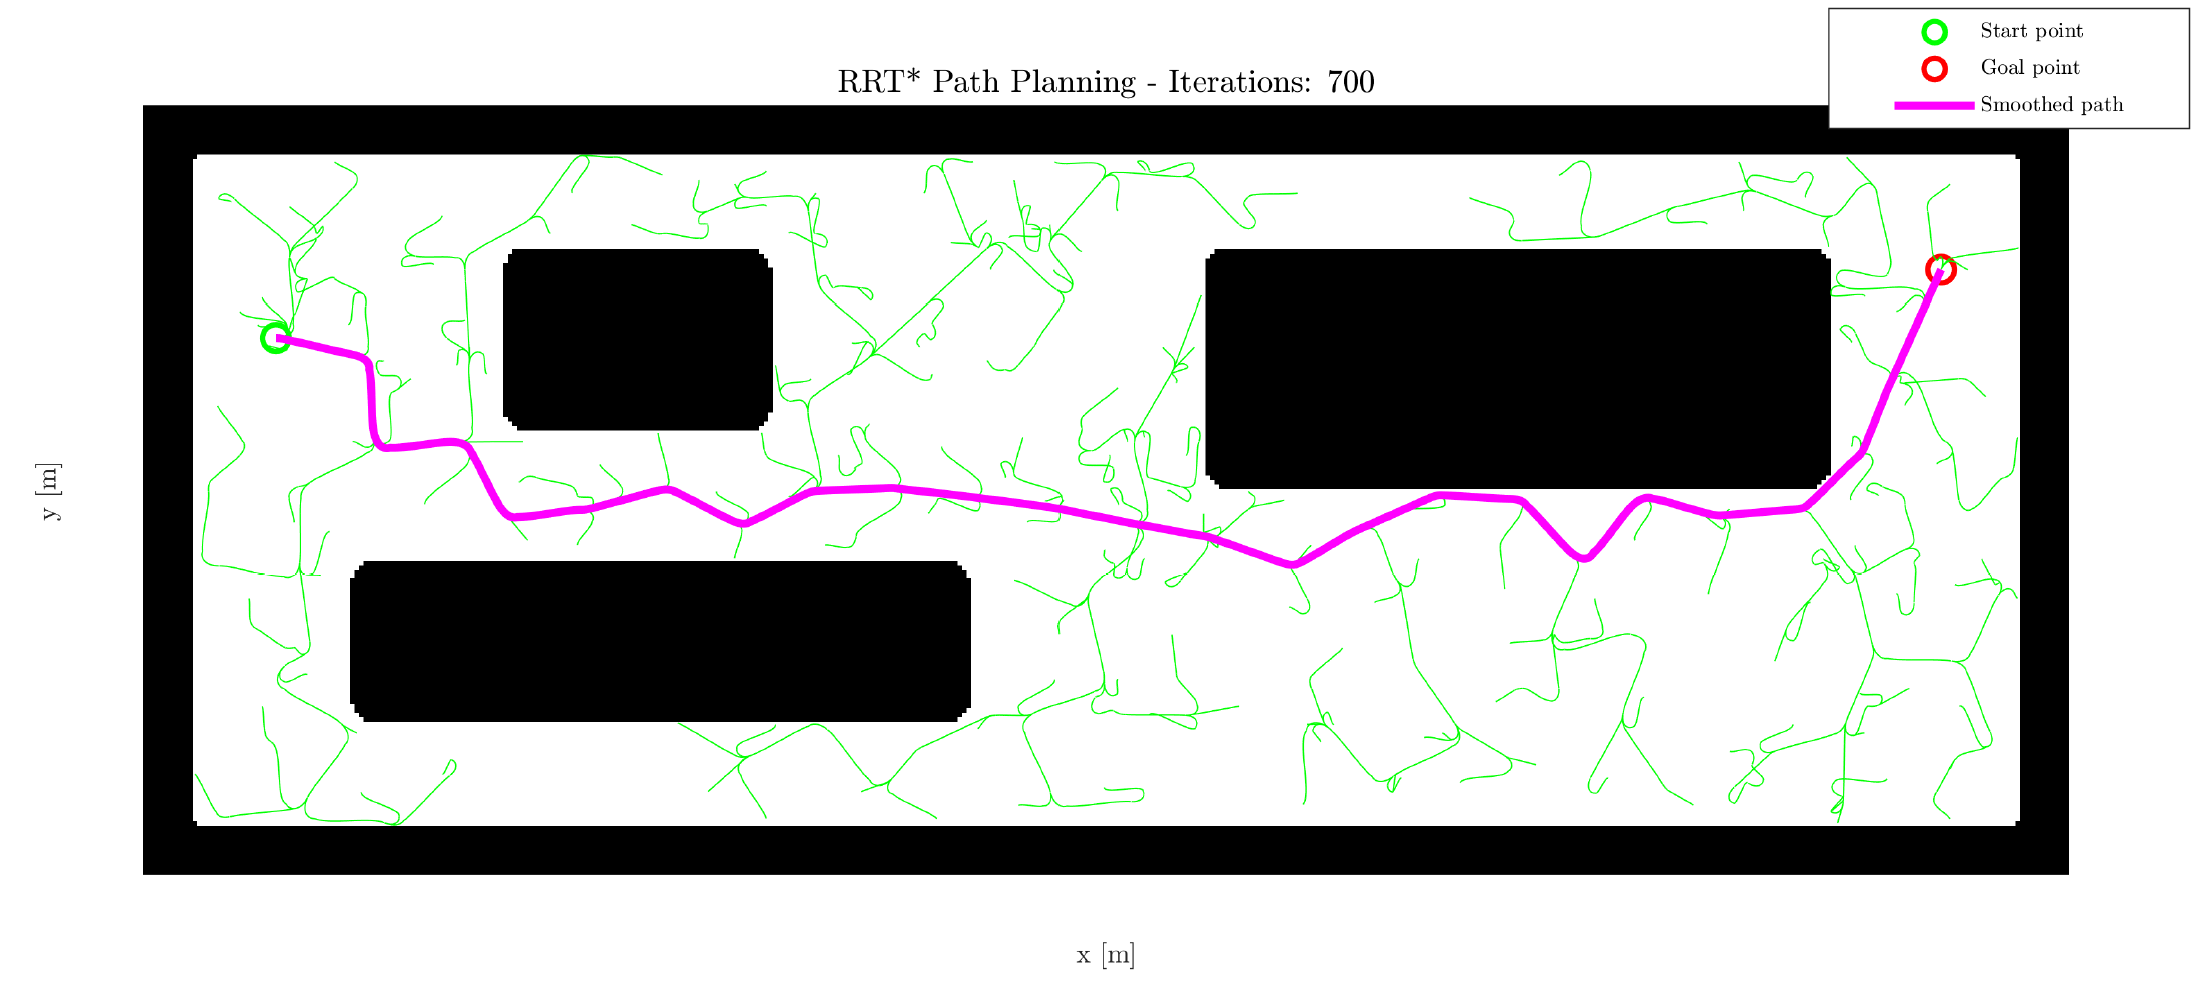 Start point
Goal point
Smoothed path
RRT* Path Planning - Iterations: 700
y [m]
x [m]